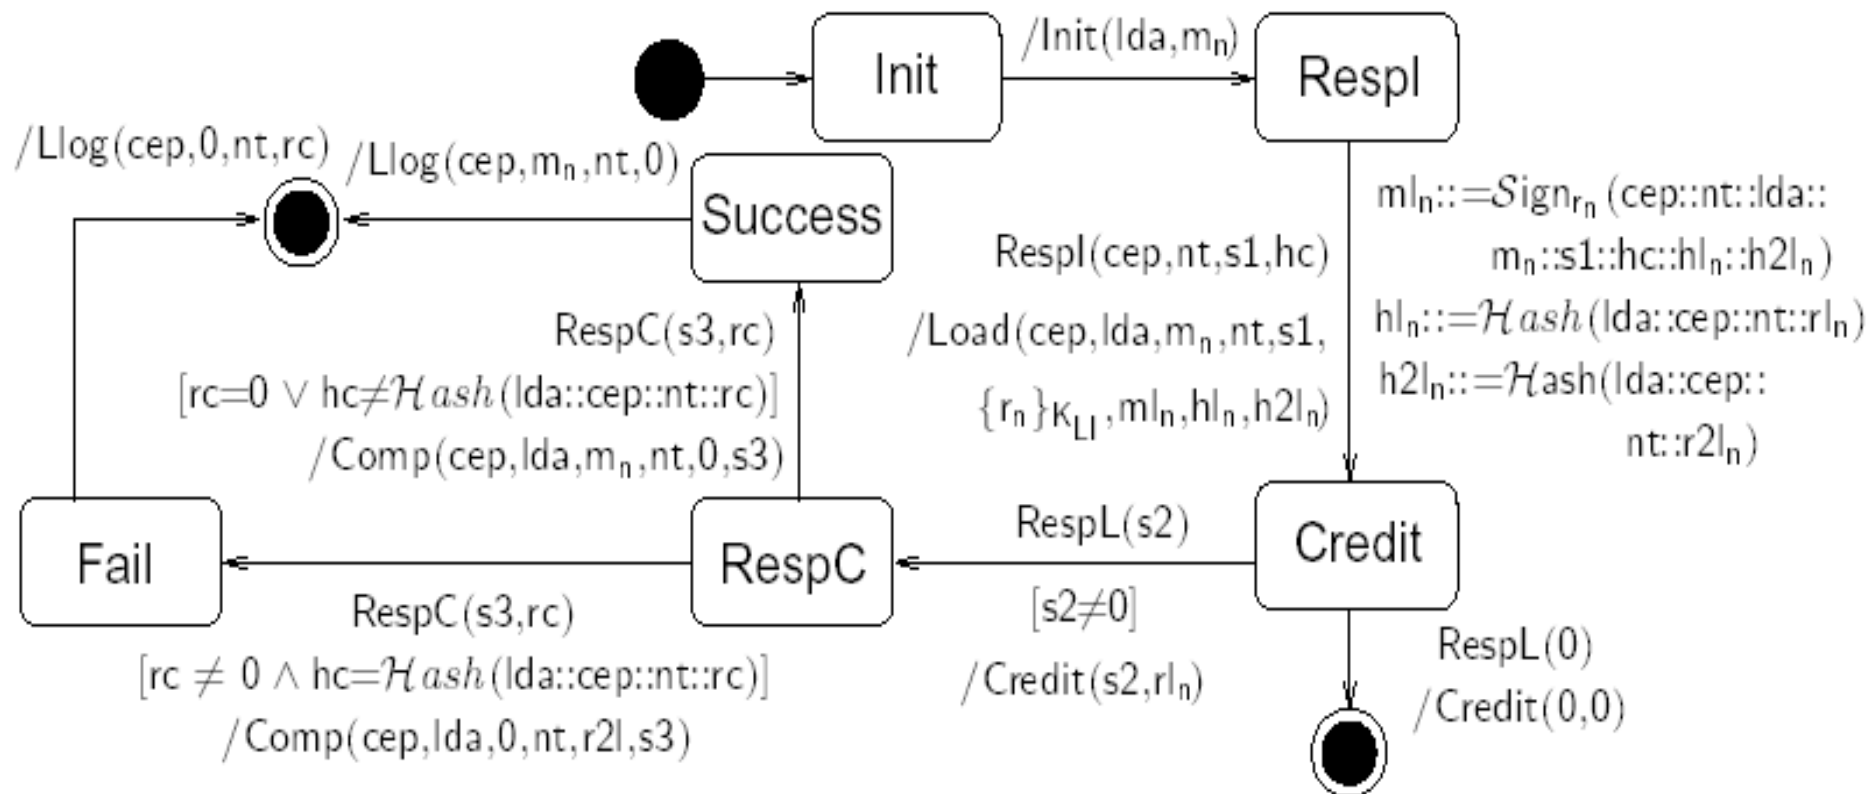 /Init(lda,mₙ)
Init
RespI
/Llog(cep,0,nt,rc)
/Llog(cep,mₙ,nt,0)
Success
mlₙ::=𝒮ignᵣₙ(cep::nt::lda::
mₙ::s1::hc::hlₙ::h2lₙ)
hlₙ::=ℋash(lda::cep::nt::rlₙ)
h2lₙ::=ℋash(lda::cep::
nt::r2lₙ)
RespI(cep,nt,s1,hc)
/Load(cep,lda,mₙ,nt,s1,
{rₙ}K_LI,mlₙ,hlₙ,h2lₙ)
RespC(s3,rc)
[rc=0 ∨ hc≠ℋash(lda::cep::nt::rc)]
/Comp(cep,lda,mₙ,nt,0,s3)
Fail
RespC
Credit
RespL(s2)
[s2≠0]
/Credit(s2,rlₙ)
RespC(s3,rc)
[rc ≠ 0 ∧ hc=ℋash(lda::cep::nt::rc)]
/Comp(cep,lda,0,nt,r2l,s3)
RespL(0)
/Credit(0,0)